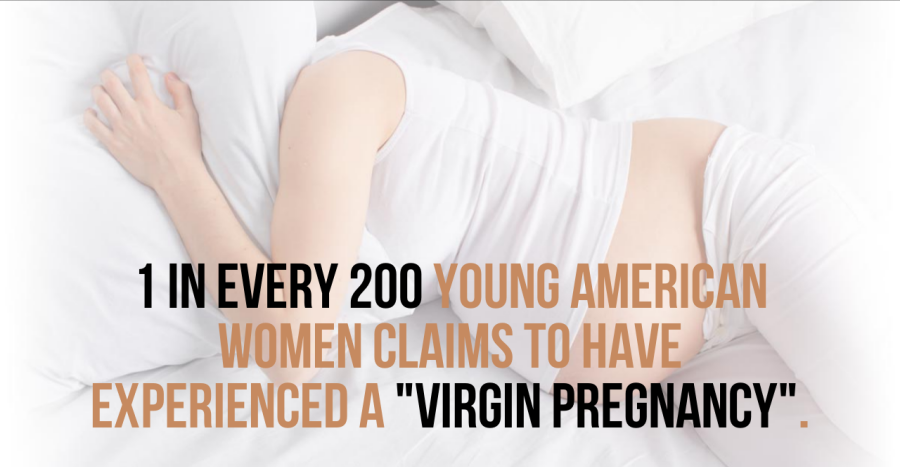 1 IN EVERY 200 YOUNG AMERICAN
WOMEN CLAIMS TO HAVE
EXPERIENCED A "VIRGIN PREGNANCY".